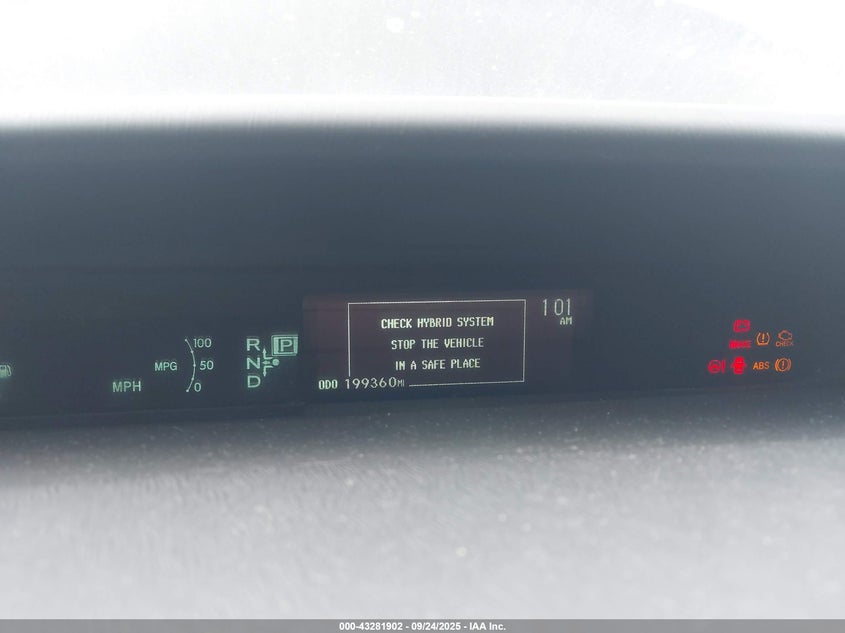 101
AM
CHECK HYBRID SYSTEM
STOP THE VEHICLE
IN A SAFE PLACE
ODO 199360MI
100
MPG 50
0
MPH
R
P
N
D
CHECK
ABS
000-43281902 - 09/24/2025 - IAA Inc.